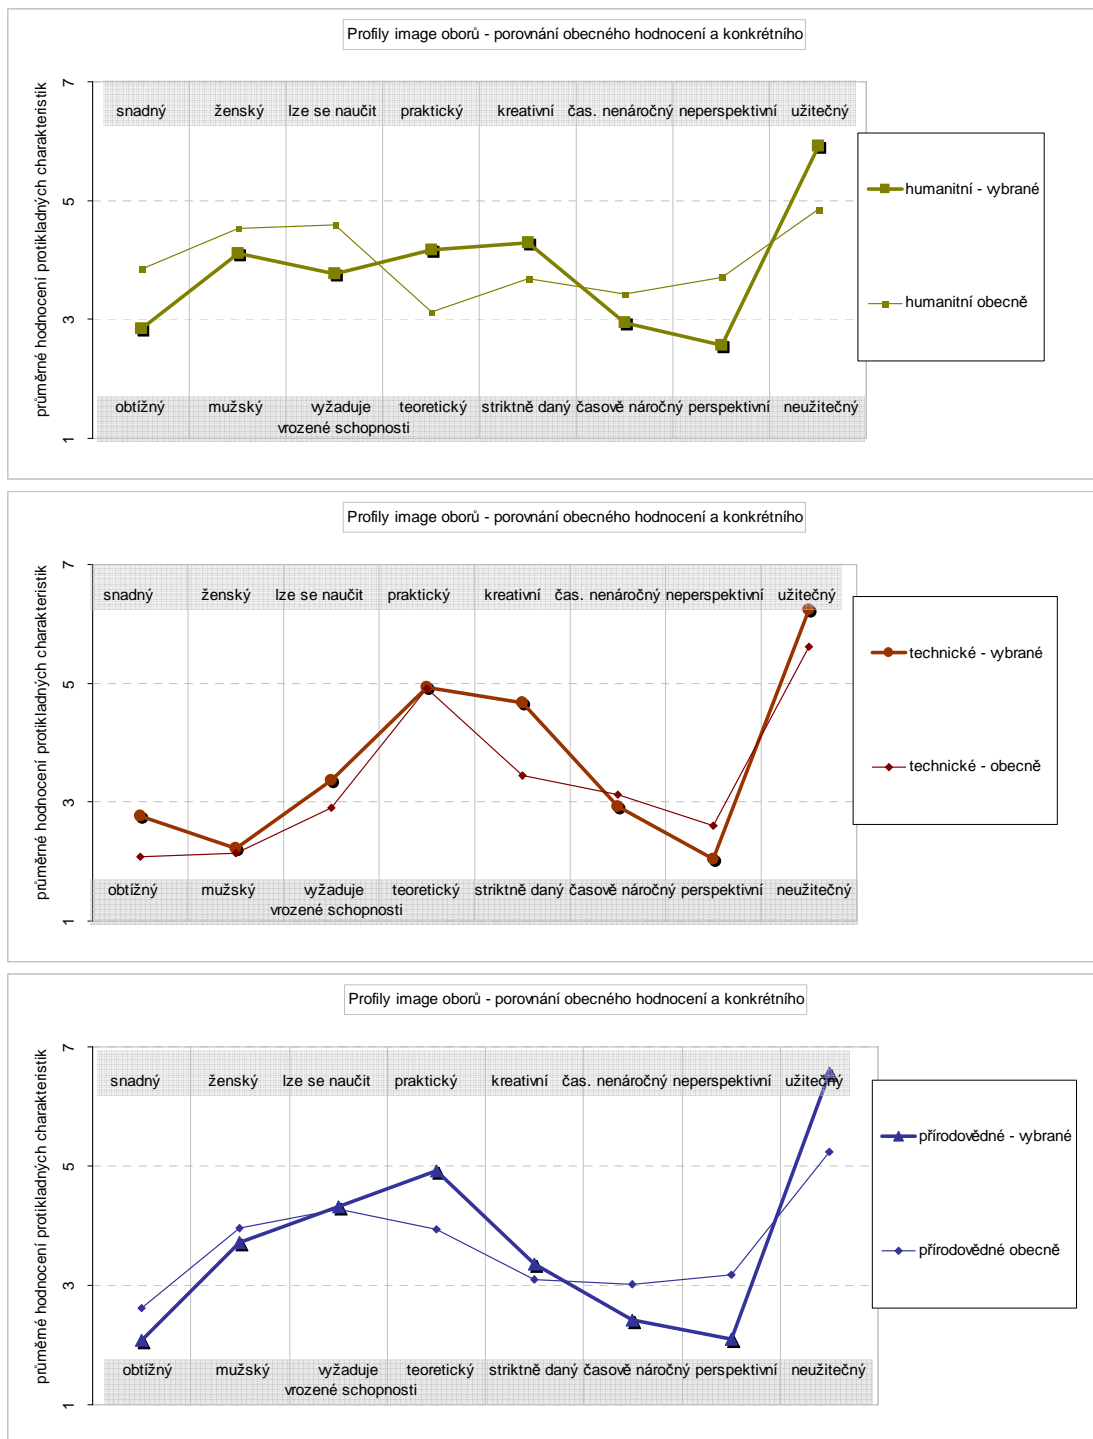 Profily image oborů - porovnání obecného hodnocení a konkrétního
průměrné hodnocení protikladných charakteristik
7
5
3
1
snadný ženský lze se naučit praktický kreativní čas. nenáročný neperspektivní užitečný
humanitní - vybrané
humanitní obecně
obtížný mužský vyžaduje teoretický striktně daný časově náročný perspektivní neužitečný
vrozené schopnosti
Profily image oborů - porovnání obecného hodnocení a konkrétního
průměrné hodnocení protikladných charakteristik
7
5
3
1
snadný ženský lze se naučit praktický kreativní čas. nenáročný neperspektivní užitečný
technické - vybrané
technické - obecně
obtížný mužský vyžaduje teoretický striktně daný časově náročný perspektivní neužitečný
vrozené schopnosti
Profily image oborů - porovnání obecného hodnocení a konkrétního
průměrné hodnocení protikladných charakteristik
7
5
3
1
snadný ženský lze se naučit praktický kreativní čas. nenáročný neperspektivní užitečný
přírodovědné - vybrané
přírodovědné obecně
obtížný mužský vyžaduje teoretický striktně daný časově náročný perspektivní neužitečný
vrozené schopnosti